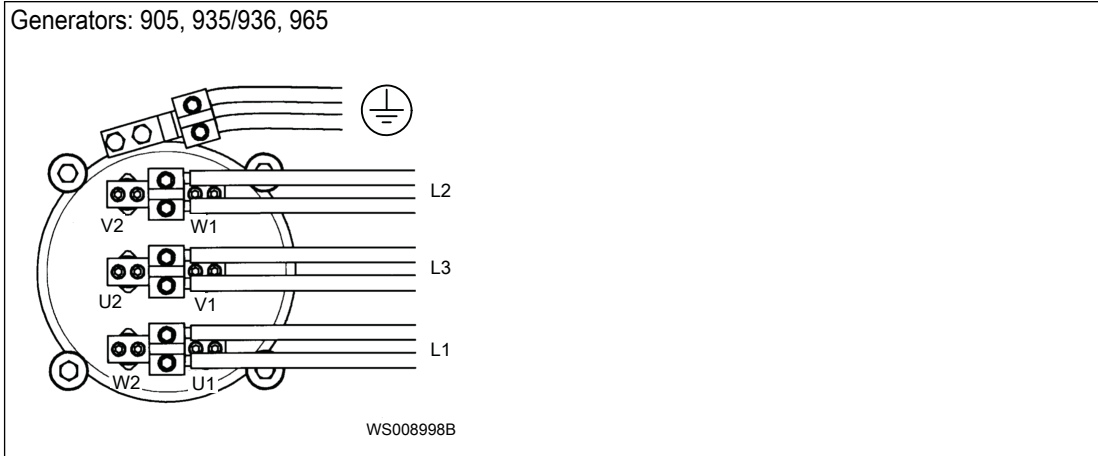 Generators: 905, 935/936, 965
L2
V2 W1
L3
U2 V1
L1
W2 U1
WS008998B